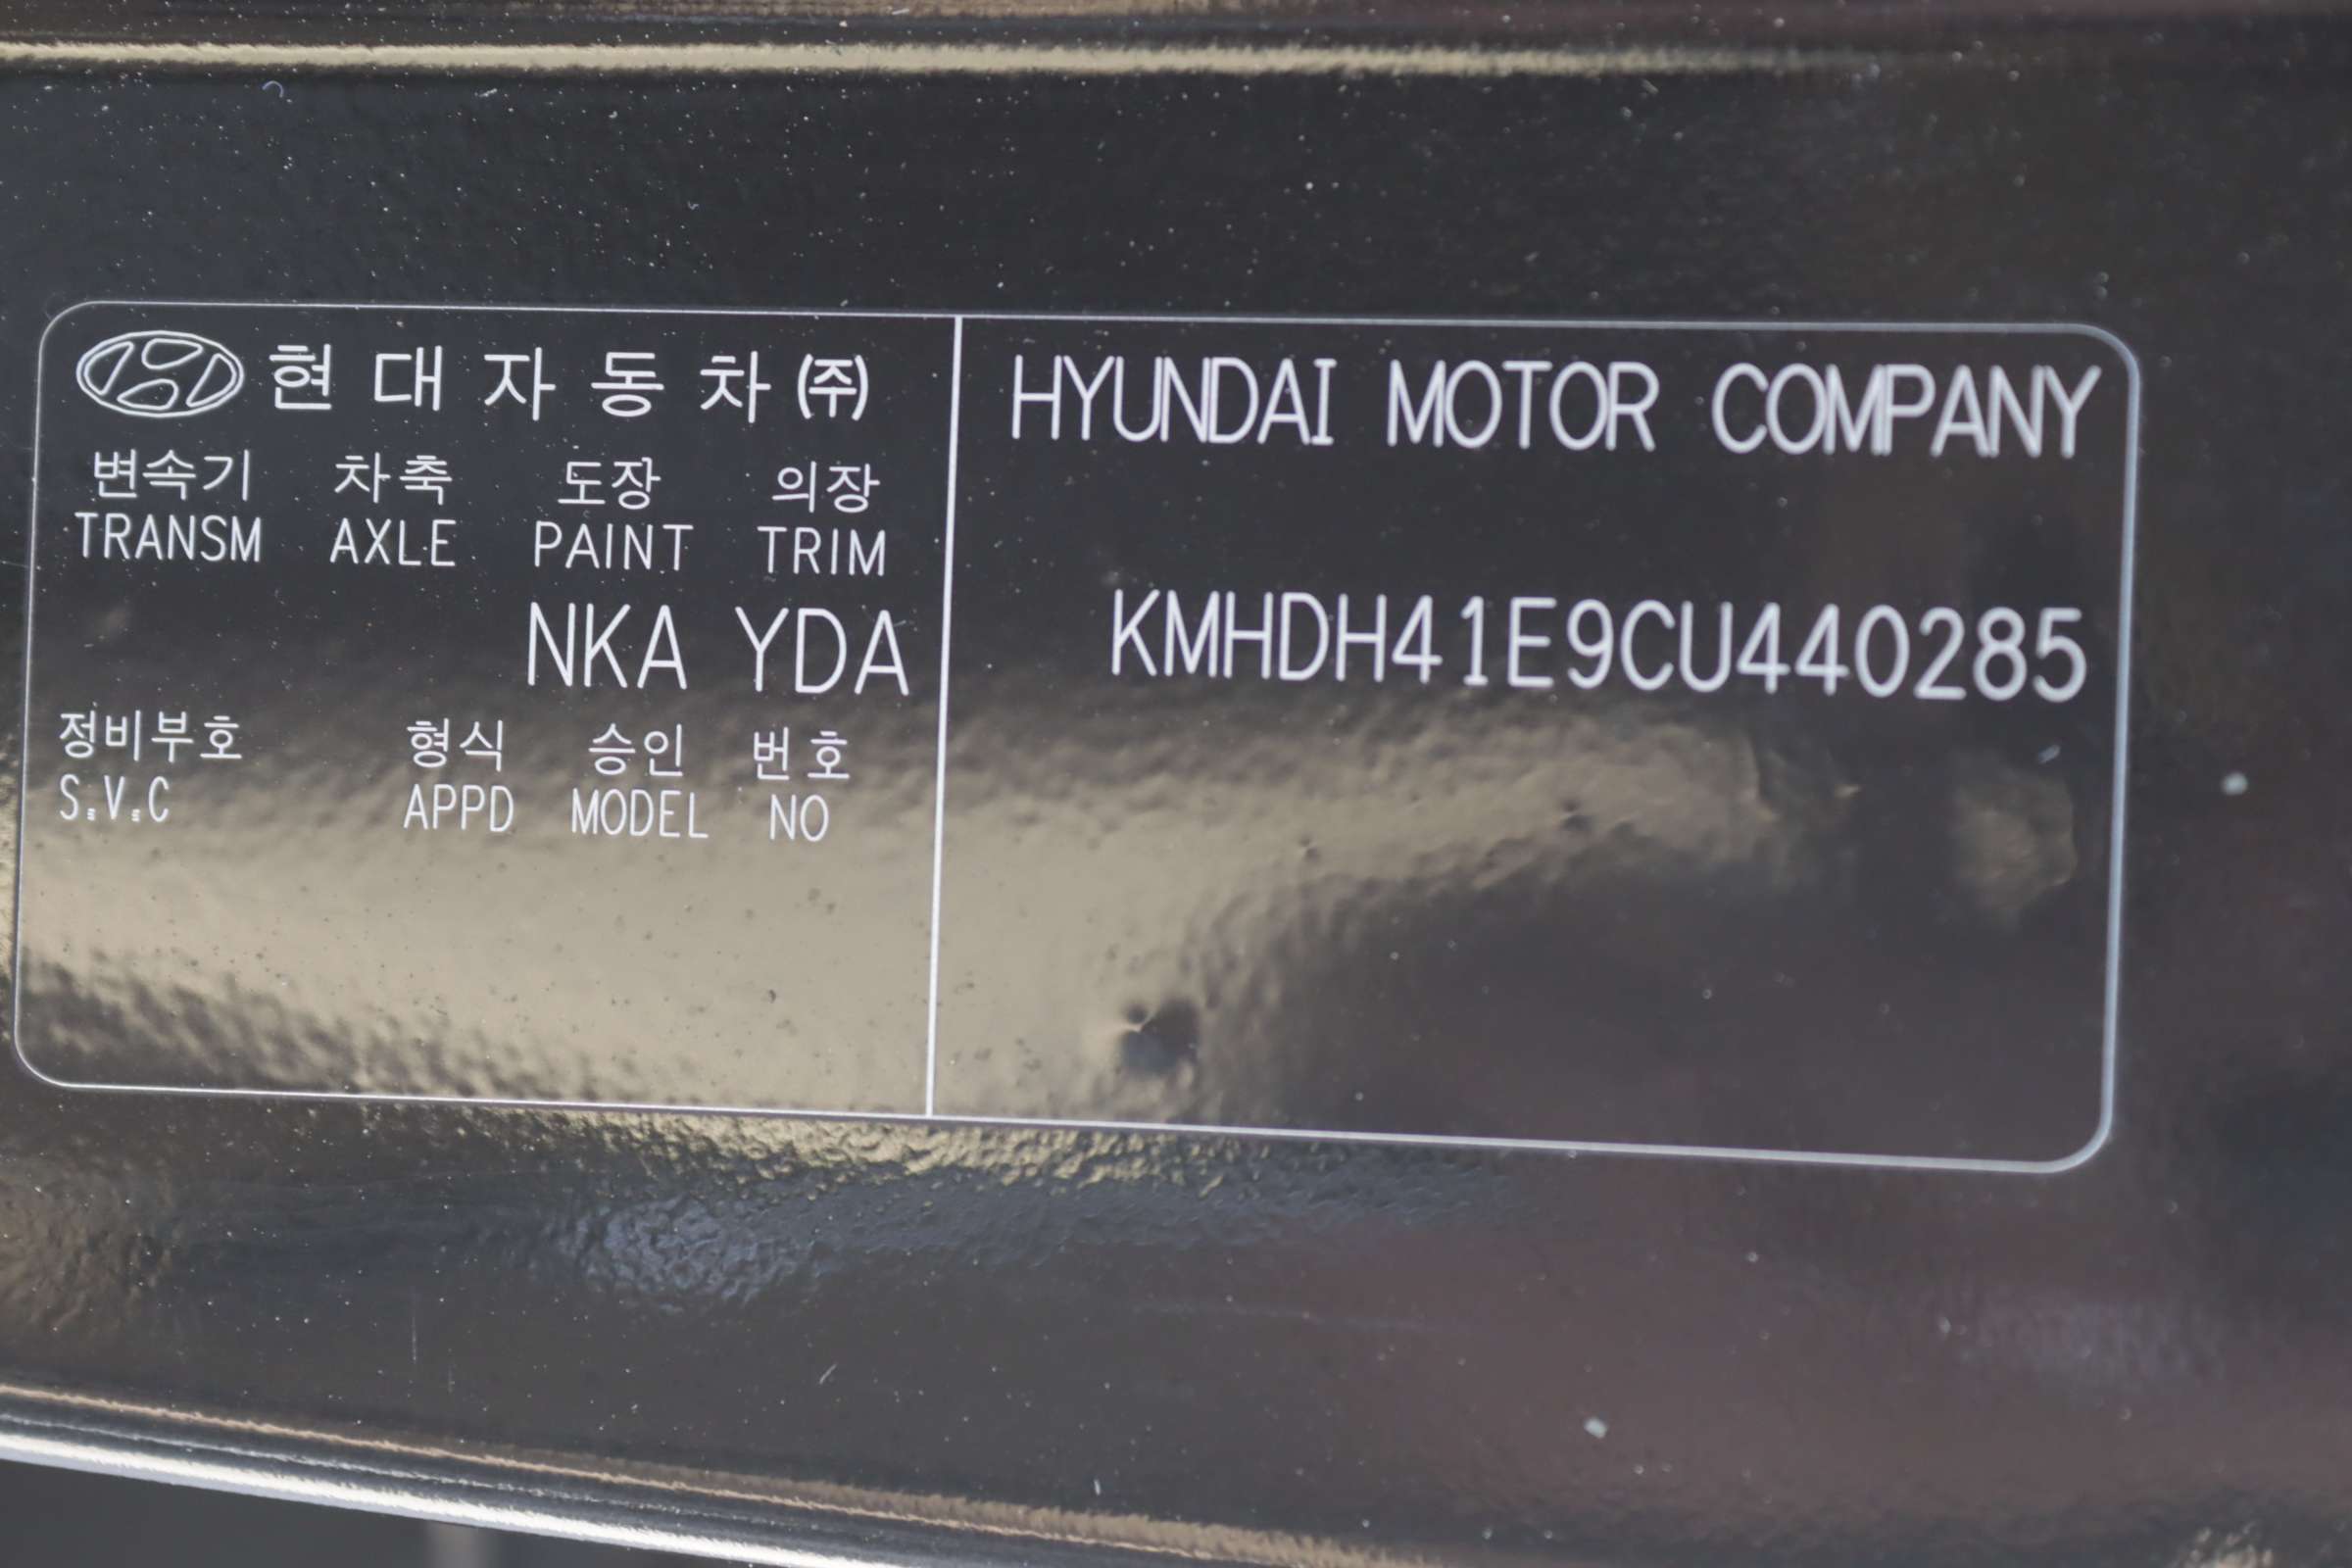 현대자동차㈜
변속기 차축 도장 의장
TRANSM AXLE PAINT TRIM
NKA YDA
정비부호 형식 승인 번호
S.V.C APPD MODEL NO
HYUNDAI MOTOR COMPANY
KMHDH41E9CU440285